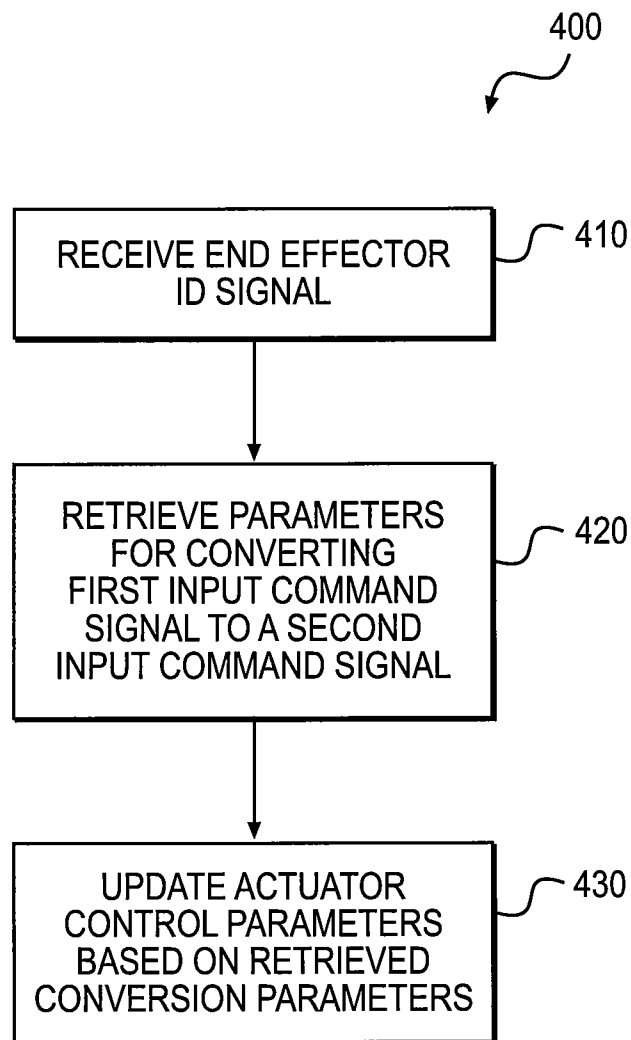 400
RECEIVE END EFFECTOR
ID SIGNAL
410
RETRIEVE PARAMETERS
FOR CONVERTING
FIRST INPUT COMMAND
SIGNAL TO A SECOND
INPUT COMMAND SIGNAL
420
UPDATE ACTUATOR
CONTROL PARAMETERS
BASED ON RETRIEVED
CONVERSION PARAMETERS
430